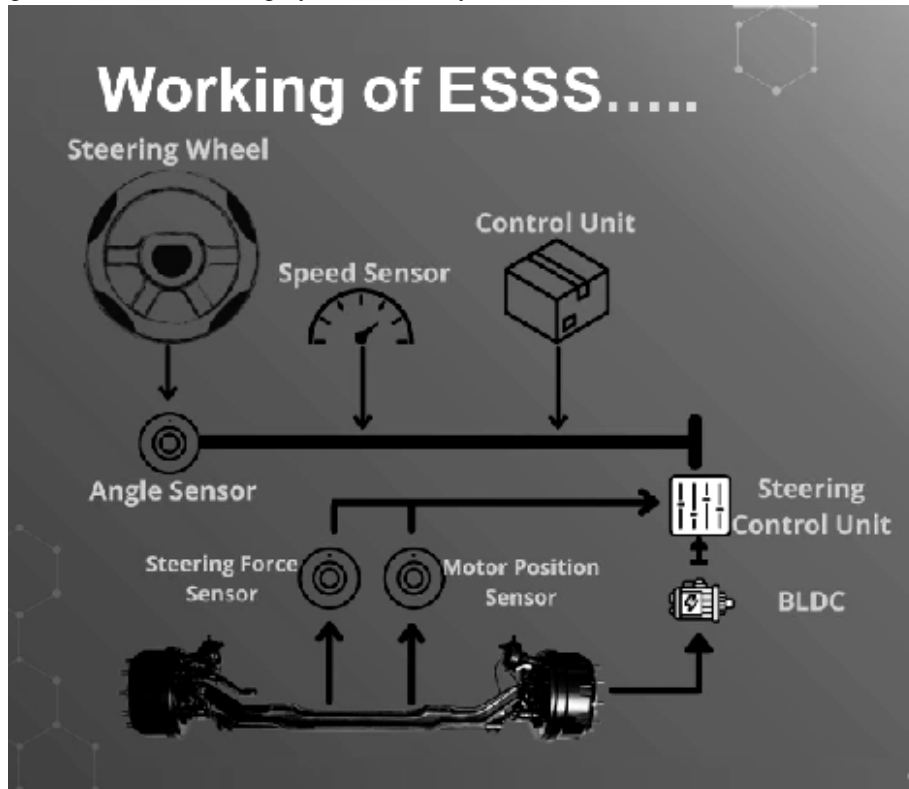 Working of ESSS.....
Steering Wheel
Control Unit
Speed Sensor
Angle Sensor
Steering
Control Unit
Steering Force
Sensor
Motor Position
Sensor
BLDC